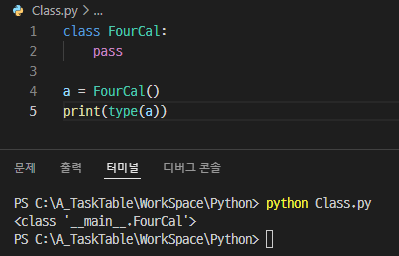 Class.py > ...
1 class FourCal:
2     pass
3
4 a = FourCal()
5 print(type(a))
문제 출력 터미널 디버그 콘솔
PS C:\A_TaskTable\WorkSpace\Python> python Class.py
<class '__main__.FourCal'>
PS C:\A_TaskTable\WorkSpace\Python>